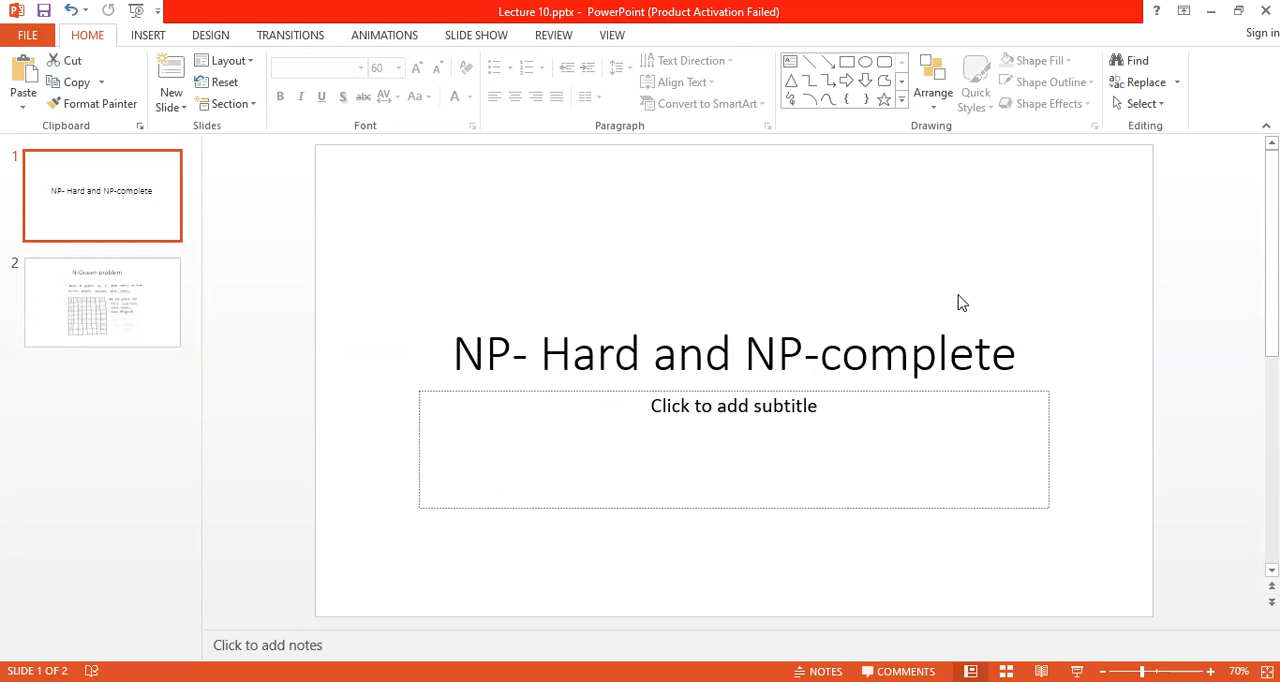 Lecture 10.pptx - PowerPoint (Product Activation Failed)
?
FILE HOME INSERT DESIGN TRANSITIONS ANIMATIONS SLIDE SHOW REVIEW VIEW
Sign in
Paste
Cut
Copy
Format Painter
Clipboard
New
Slide
Layout
Reset
Section
Slides
60
B I U S abc AV Aa A
Font
Text Direction
Align Text
Convert to SmartArt
Paragraph
Arrange
Quick
Styles
Shape Fill
Shape Outline
Shape Effects
Drawing
Find
Replace
Select
Editing
1
NP- Hard and NP-complete
2
N-Queen problem
NP- Hard and NP-complete
Click to add subtitle
Click to add notes
SLIDE 1 OF 2
NOTES
COMMENTS
70%